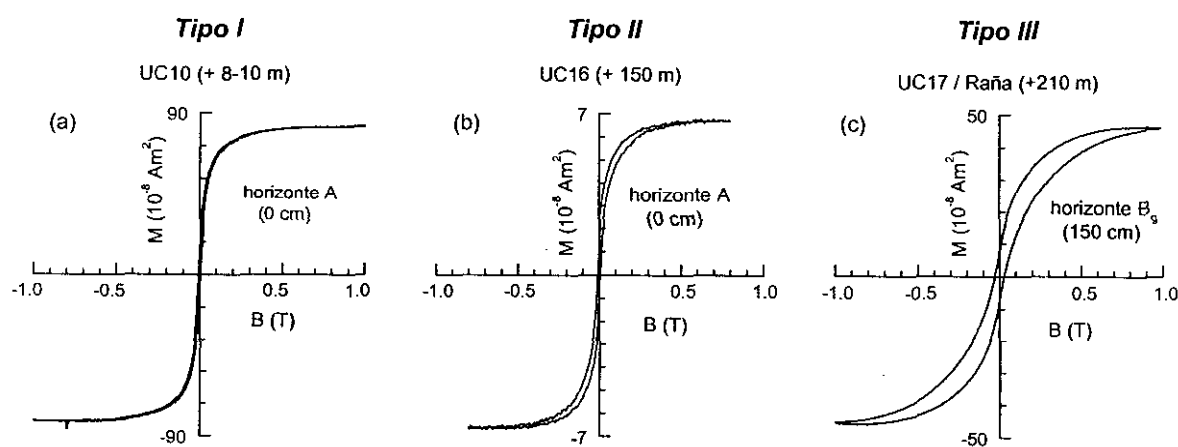 Tipo I
UC10 (+ 8-10 m)
(a)
90
M (10⁻⁸ Am²)
horizonte A
(0 cm)
-1.0
-0.5
0.5
1.0
B (T)
-90
Tipo II
UC16 (+ 150 m)
(b)
7
M (10⁻⁸ Am²)
horizonte A
(0 cm)
-1.0
-0.5
0.5
1.0
B (T)
-7
Tipo III
UC17 / Raña (+210 m)
(c)
50
M (10⁻⁸ Am²)
horizonte B_g
(150 cm)
-1.0
-0.5
0.5
1.0
B (T)
-50